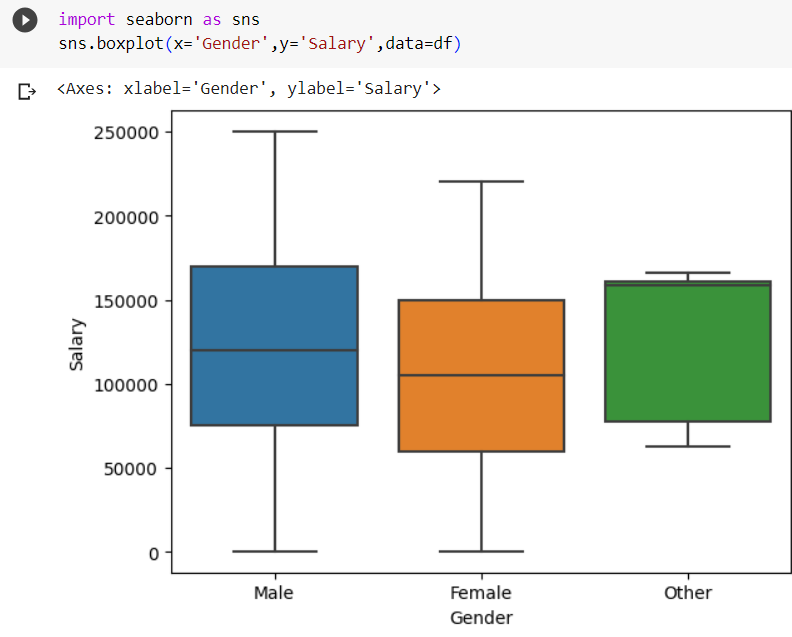 import seaborn as sns
sns.boxplot(x='Gender',y='Salary',data=df)
<Axes: xlabel='Gender', ylabel='Salary'>
250000
200000
150000
100000
50000
0
Salary
Male Female Other
Gender